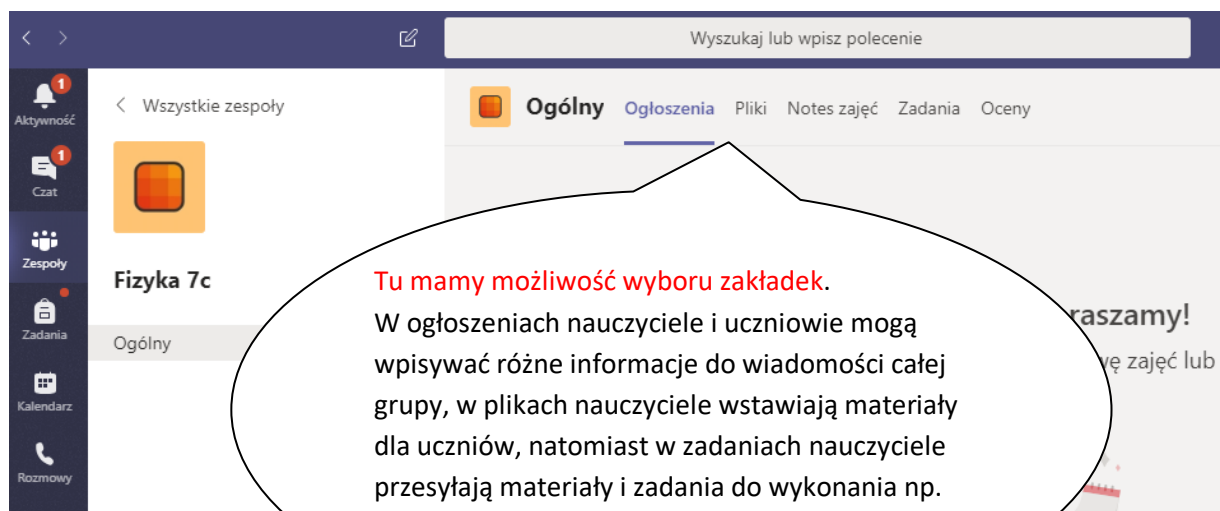 Wyszukaj lub wpisz polecenie
1
Aktywność
1
Czat
Zespoły
Zadania
Kalendarz
Rozmowy
Wszystkie zespoły
Fizyka 7c
Ogólny
Ogólny Ogłoszenia Pliki Notes zajęć Zadania Oceny
Tu mamy możliwość wyboru zakładek.
W ogłoszeniach nauczyciele i uczniowie mogą
wpisywać różne informacje do wiadomości całej
grupy, w plikach nauczyciele wstawiają materiały
dla uczniów, natomiast w zadaniach nauczyciele
przesyłają materiały i zadania do wykonania np.
raszamy!
zajęć lub